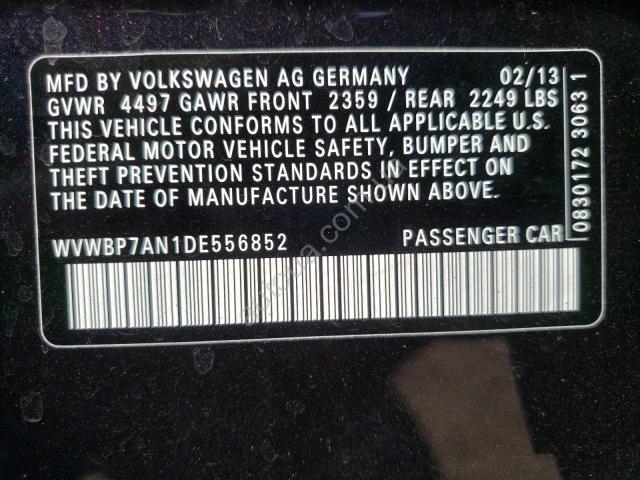 MFD BY VOLKSWAGEN AG GERMANY 02/13
GVWR 4497 GAWR FRONT 2359 / REAR 2249 LBS
THIS VEHICLE CONFORMS TO ALL APPLICABLE U.S.
FEDERAL MOTOR VEHICLE SAFETY, BUMPER AND
THEFT PREVENTION STANDARDS IN EFFECT ON
THE DATE OF MANUFACTURE SHOWN ABOVE.
WVWBP7AN1DE556852 PASSENGER CAR
0830172 3063 1